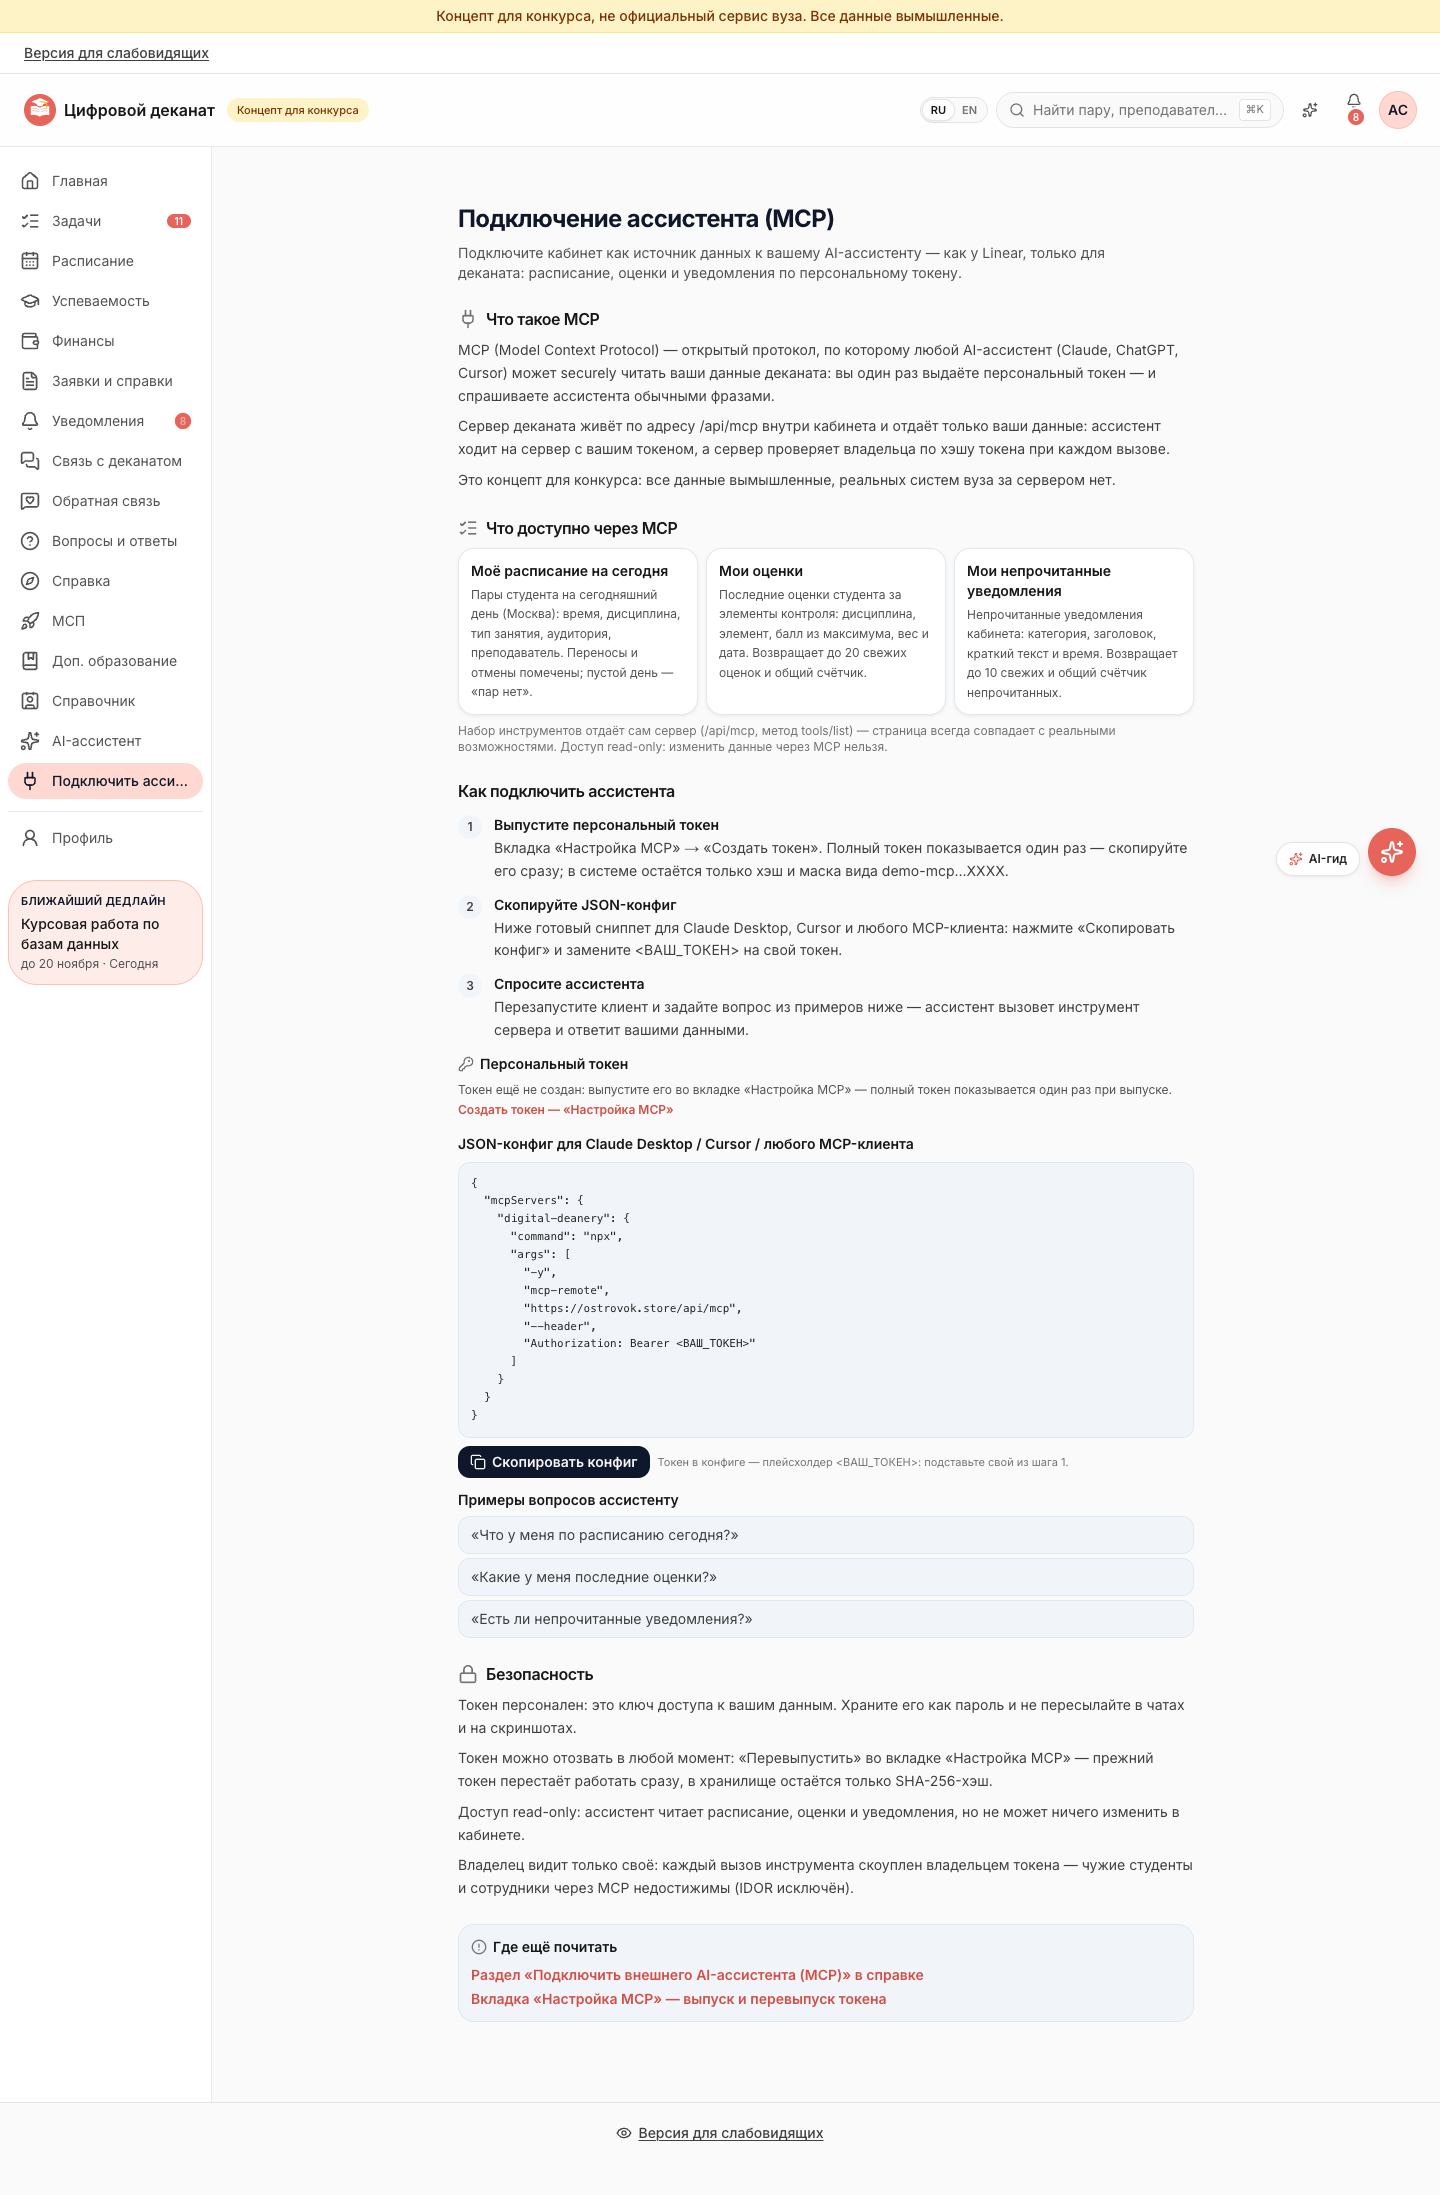 Концепт для конкурса, не официальный сервис вуза. Все данные вымышленные.
Версия для слабовидящих
Цифровой деканат
Концепт для конкурса
RU EN
Найти пару, преподавател...
⌘K
8
АС
Главная
Задачи 11
Расписание
Успеваемость
Финансы
Заявки и справки
Уведомления 8
Связь с деканатом
Обратная связь
Вопросы и ответы
Справка
МСП
Доп. образование
Справочник
AI-ассистент
Подключить асси...
Профиль
БЛИЖАЙШИЙ ДЕДЛАЙН
Курсовая работа по
базам данных
до 20 ноября · Сегодня
Подключение ассистента (MCP)
Подключите кабинет как источник данных к вашему AI-ассистенту — как у Linear, только для
деканата: расписание, оценки и уведомления по персональному токену.
Что такое MCP
MCP (Model Context Protocol) — открытый протокол, по которому любой AI-ассистент (Claude, ChatGPT,
Cursor) может securely читать ваши данные деканата: вы один раз выдаёте персональный токен — и
спрашиваете ассистента обычными фразами.
Сервер деканата живёт по адресу /api/mcp внутри кабинета и отдаёт только ваши данные: ассистент
ходит на сервер с вашим токеном, а сервер проверяет владельца по хэшу токена при каждом вызове.
Это концепт для конкурса: все данные вымышленные, реальных систем вуза за сервером нет.
Что доступно через MCP
Моё расписание на сегодня
Пары студента на сегодняшний
день (Москва): время, дисциплина,
тип занятия, аудитория,
преподаватель. Переносы и
отмены помечены; пустой день —
«пар нет».
Мои оценки
Последние оценки студента за
элементы контроля: дисциплина,
элемент, балл из максимума, вес и
дата. Возвращает до 20 свежих
оценок и общий счётчик.
Мои непрочитанные
уведомления
Непрочитанные уведомления
кабинета: категория, заголовок,
краткий текст и время. Возвращает
до 10 свежих и общий счётчик
непрочитанных.
Набор инструментов отдаёт сам сервер (/api/mcp, метод tools/list) — страница всегда совпадает с реальными
возможностями. Доступ read-only: изменить данные через MCP нельзя.
Как подключить ассистента
1 Выпустите персональный токен
Вкладка «Настройка MCP» → «Создать токен». Полный токен показывается один раз — скопируйте
его сразу; в системе остаётся только хэш и маска вида demo-mcp…XXXX.
2 Скопируйте JSON-конфиг
Ниже готовый сниппет для Claude Desktop, Cursor и любого MCP-клиента: нажмите «Скопировать
конфиг» и замените <ВАШ_ТОКЕН> на свой токен.
3 Спросите ассистента
Перезапустите клиент и задайте вопрос из примеров ниже — ассистент вызовет инструмент
сервера и ответит вашими данными.
Персональный токен
Токен ещё не создан: выпустите его во вкладке «Настройка MCP» — полный токен показывается один раз при выпуске.
Создать токен — «Настройка MCP»
JSON-конфиг для Claude Desktop / Cursor / любого MCP-клиента
{
"mcpServers": {
"digital-deanery": {
"command": "npx",
"args": [
"-y",
"mcp-remote",
"https://ostrovok.store/api/mcp",
"--header",
"Authorization: Bearer <ВАШ_ТОКЕН>"
]
}
}
}
Скопировать конфиг
Токен в конфиге — плейсхолдер <ВАШ_ТОКЕН>: подставьте свой из шага 1.
Примеры вопросов ассистенту
«Что у меня по расписанию сегодня?»
«Какие у меня последние оценки?»
«Есть ли непрочитанные уведомления?»
Безопасность
Токен персонален: это ключ доступа к вашим данным. Храните его как пароль и не пересылайте в чатах
и на скриншотах.
Токен можно отозвать в любой момент: «Перевыпустить» во вкладке «Настройка MCP» — прежний
токен перестаёт работать сразу, в хранилище остаётся только SHA-256-хэш.
Доступ read-only: ассистент читает расписание, оценки и уведомления, но не может ничего изменить в
кабинете.
Владелец видит только своё: каждый вызов инструмента скоуплен владельцем токена — чужие студенты
и сотрудники через MCP недостижимы (IDOR исключён).
Где ещё почитать
Раздел «Подключить внешнего AI-ассистента (MCP)» в справке
Вкладка «Настройка MCP» — выпуск и перевыпуск токена
AI-гид
Версия для слабовидящих